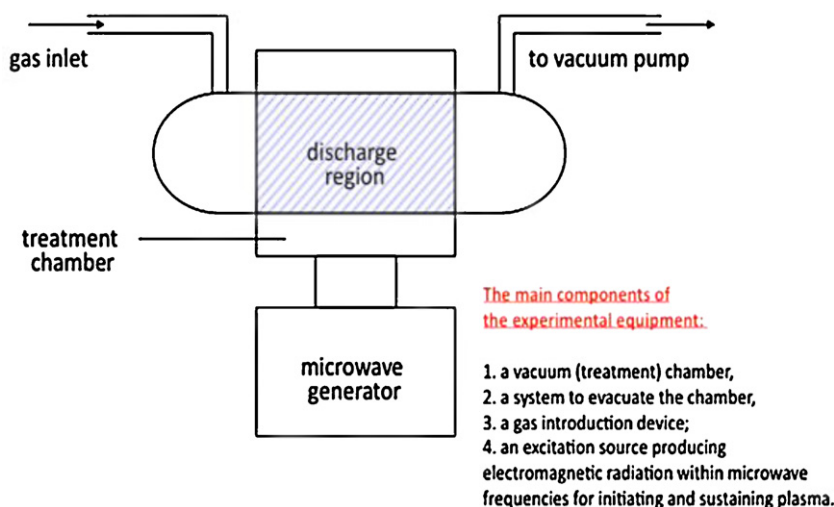 gas inlet
to vacuum pump
discharge
region
treatment
chamber
microwave
generator
The main components of
the experimental equipment:
1. a vacuum (treatment) chamber,
2. a system to evacuate the chamber,
3. a gas introduction device;
4. an excitation source producing
electromagnetic radiation within microwave
frequencies for initiating and sustaining plasma.